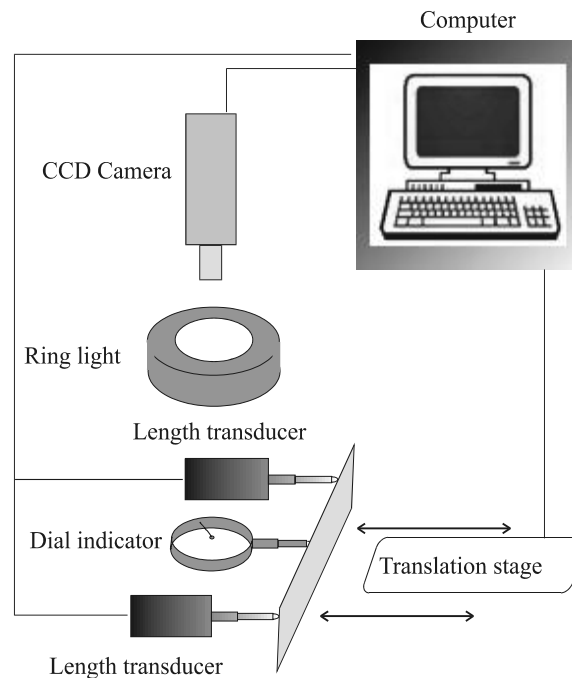 Computer
CCD Camera
Ring light
Length transducer
Dial indicator
Translation stage
Length transducer